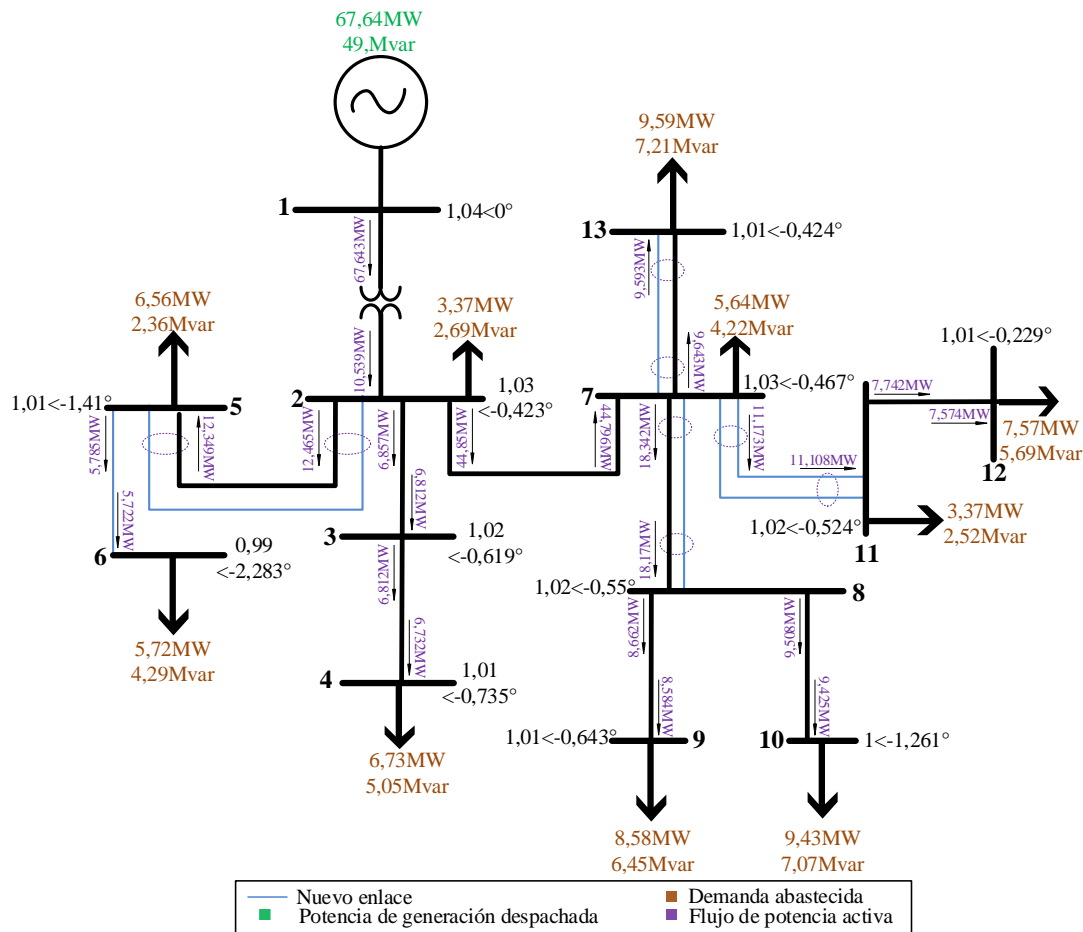 67,64MW
49,Mvar
1
1,04<0°
67,643MW
9,59MW
7,21Mvar
13
1,01<-0,424°
9,593MW
9,643MW
6,56MW
2,36Mvar
3,37MW
2,69Mvar
5,64MW
4,22Mvar
10,539MW
2
1,03
<-0,423°
7
1,03<-0,467°
1,01<-0,229°
7,742MW
7,574MW
12
7,57MW
5,69Mvar
1,01<-1,41°
5
5,785MW
12,349MW
12,465MW
6,857MW
44,85MW
44,796MW
18,342MW
11,173MW
11,108MW
5,722MW
6,812MW
3
1,02
<-0,619°
1,02<-0,524°
11
3,37MW
2,52Mvar
6
0,99
<-2,283°
6,812MW
18,17MW
1,02<-0,55°
8
5,72MW
4,29Mvar
6,732MW
8,692MW
9,508MW
4
1,01
<-0,735°
8,584MW
9,425MW
1,01<-0,643°
9
10
1<-1,261°
6,73MW
5,05Mvar
8,58MW
6,45Mvar
9,43MW
7,07Mvar
Nuevo enlace
Demanda abastecida
Potencia de generación despachada
Flujo de potencia activa